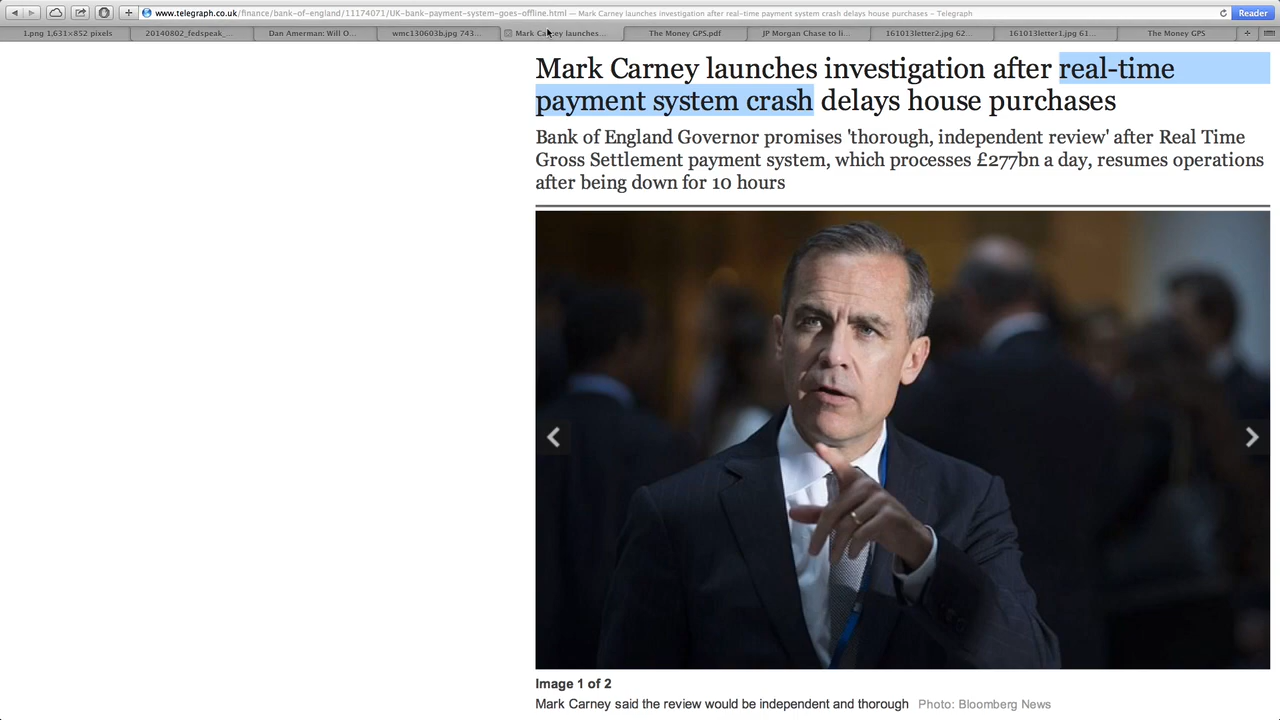 www.telegraph.co.uk/finance/bank-of-england/11174071/UK-bank-payment-system-goes-offline.html — Mark Carney launches investigation after real-time payment system crash delays house purchases – Telegraph
Reader
1.png 1,631×852 pixels
20140802_fedspeak_...
Dan Amerman: Will O...
wmc130603b.jpg 743...
Mark Carney launches...
The Money GPS.pdf
JP Morgan Chase to li...
161013letter2.jpg 62...
161013letter1.jpg 61...
The Money GPS
Mark Carney launches investigation after real-time
payment system crash delays house purchases
Bank of England Governor promises 'thorough, independent review' after Real Time
Gross Settlement payment system, which processes £277bn a day, resumes operations
after being down for 10 hours
Image 1 of 2
Mark Carney said the review would be independent and thorough Photo: Bloomberg News